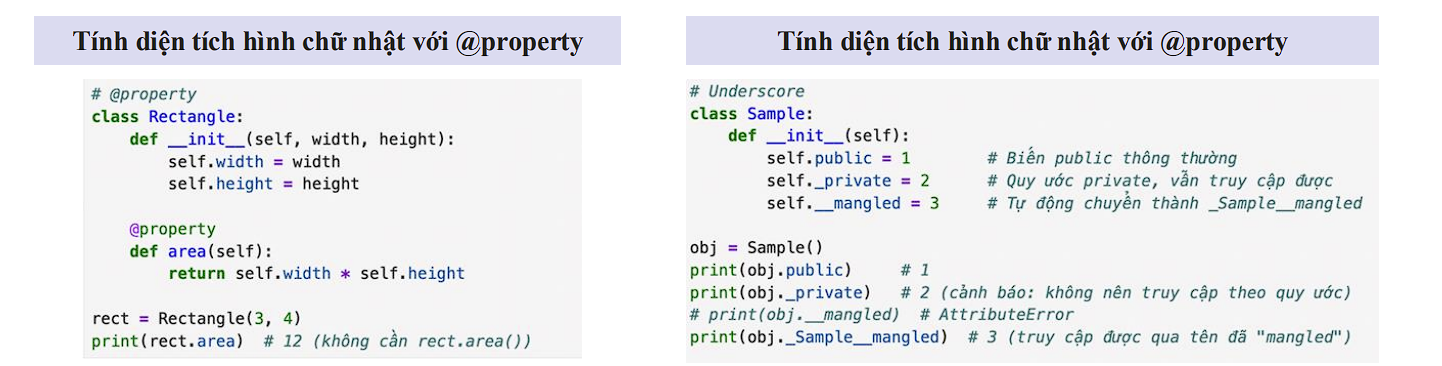 Tính diện tích hình chữ nhật với @property
# @property
class Rectangle:
    def __init__(self, width, height):
        self.width = width
        self.height = height
    @property
    def area(self):
        return self.width * self.height
rect = Rectangle(3, 4)
print(rect.area)  # 12 (không cần rect.area())
Tính diện tích hình chữ nhật với @property
# Underscore
class Sample:
    def __init__(self):
        self.public = 1        # Biến public thông thường
        self._private = 2      # Quy ước private, vẫn truy cập được
        self.__mangled = 3     # Tự động chuyển thành _Sample__mangled
obj = Sample()
print(obj.public)     # 1
print(obj._private)   # 2 (cảnh báo: không nên truy cập theo quy ước)
# print(obj.__mangled)  # AttributeError
print(obj._Sample__mangled)  # 3 (truy cập được qua tên đã "mangled")